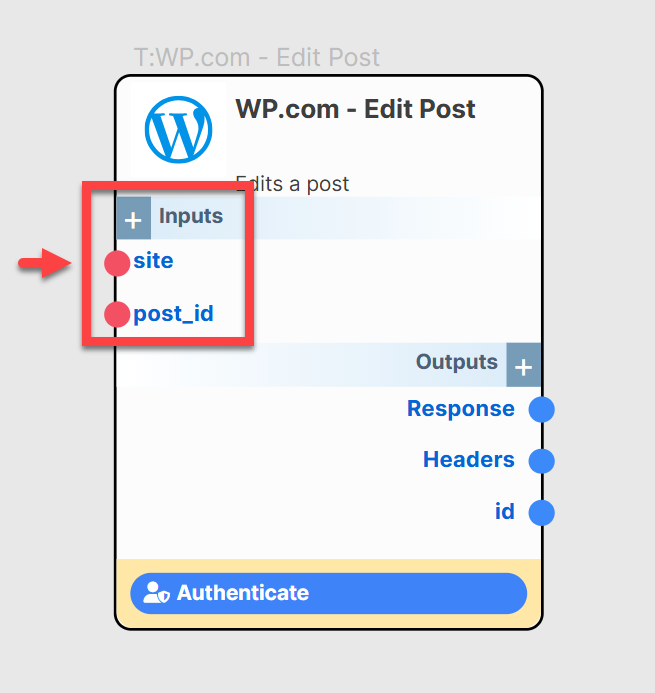 T:WP.com - Edit Post
WP.com - Edit Post
Edits a post
+ Inputs
site
post_id
Outputs +
Response
Headers
id
Authenticate